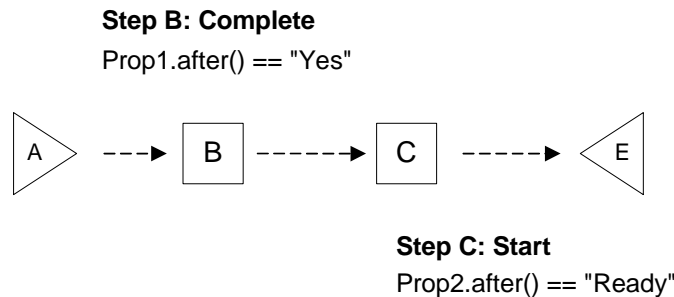 Step B: Complete
Prop1.after() == "Yes"
A B C E
Step C: Start
Prop2.after() == "Ready"